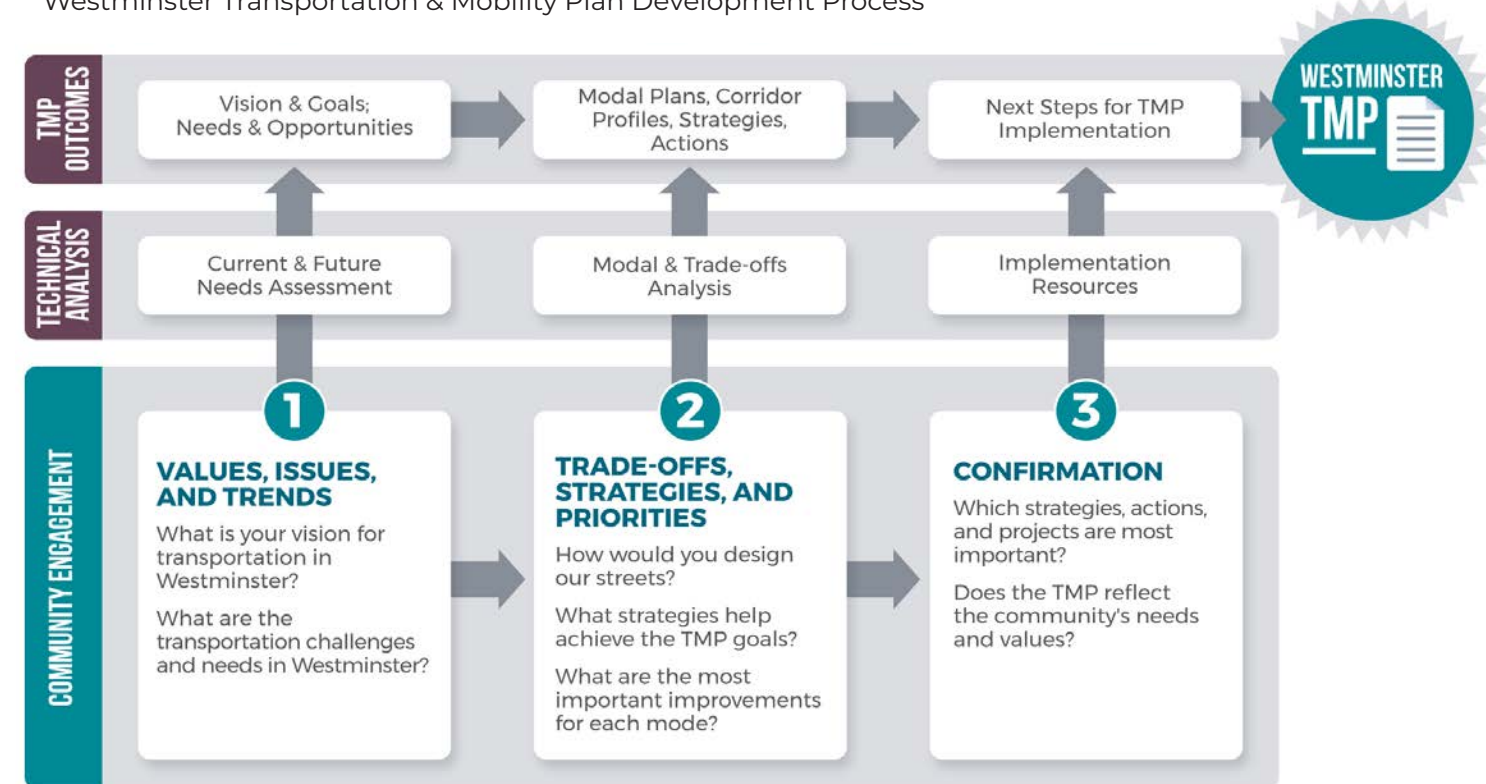 Westminster Transportation & Mobility Plan Development Process
TMP
OUTCOMES
Vision & Goals;
Needs & Opportunities
Modal Plans, Corridor
Profiles, Strategies,
Actions
Next Steps for TMP
Implementation
WESTMINSTER
TMP
TECHNICAL
ANALYSIS
Current & Future
Needs Assessment
Modal & Trade-offs
Analysis
Implementation
Resources
COMMUNITY ENGAGEMENT
1
VALUES, ISSUES,
AND TRENDS
What is your vision for
transportation in
Westminster?
What are the
transportation challenges
and needs in Westminster?
2
TRADE-OFFS,
STRATEGIES, AND
PRIORITIES
How would you design
our streets?
What strategies help
achieve the TMP goals?
What are the most
important improvements
for each mode?
3
CONFIRMATION
Which strategies, actions,
and projects are most
important?
Does the TMP reflect
the community's needs
and values?